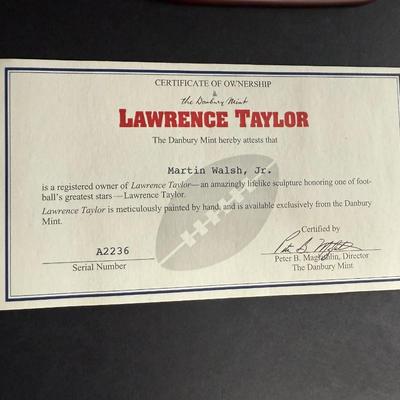 CERTIFICATE OF OWNERSHIP
the Danbury Mint
LAWRENCE TAYLOR
The Danbury Mint hereby attests that
Martin Walsh, Jr.
is a registered owner of Lawrence Taylor—an amazingly lifelike sculpture honoring one of foot-
ball's greatest stars—Lawrence Taylor.
Lawrence Taylor is meticulously painted by hand, and is available exclusively from the Danbury
Mint.
Certified by
A2236
Serial Number
Peter B. Maglathlin, Director
The Danbury Mint